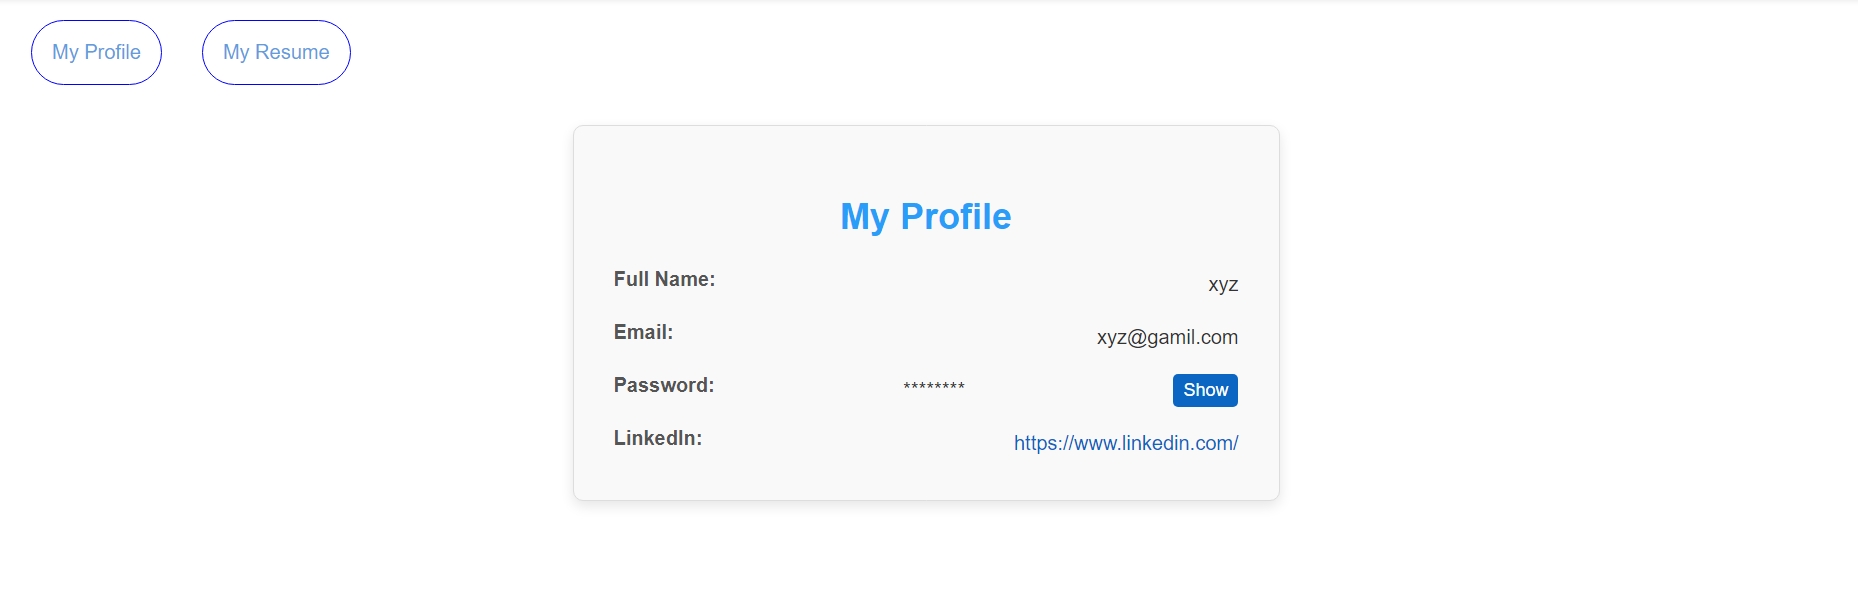 My Profile My Resume
My Profile
Full Name: xyz
Email: xyz@gamil.com
Password: ******** Show
LinkedIn: https://www.linkedin.com/